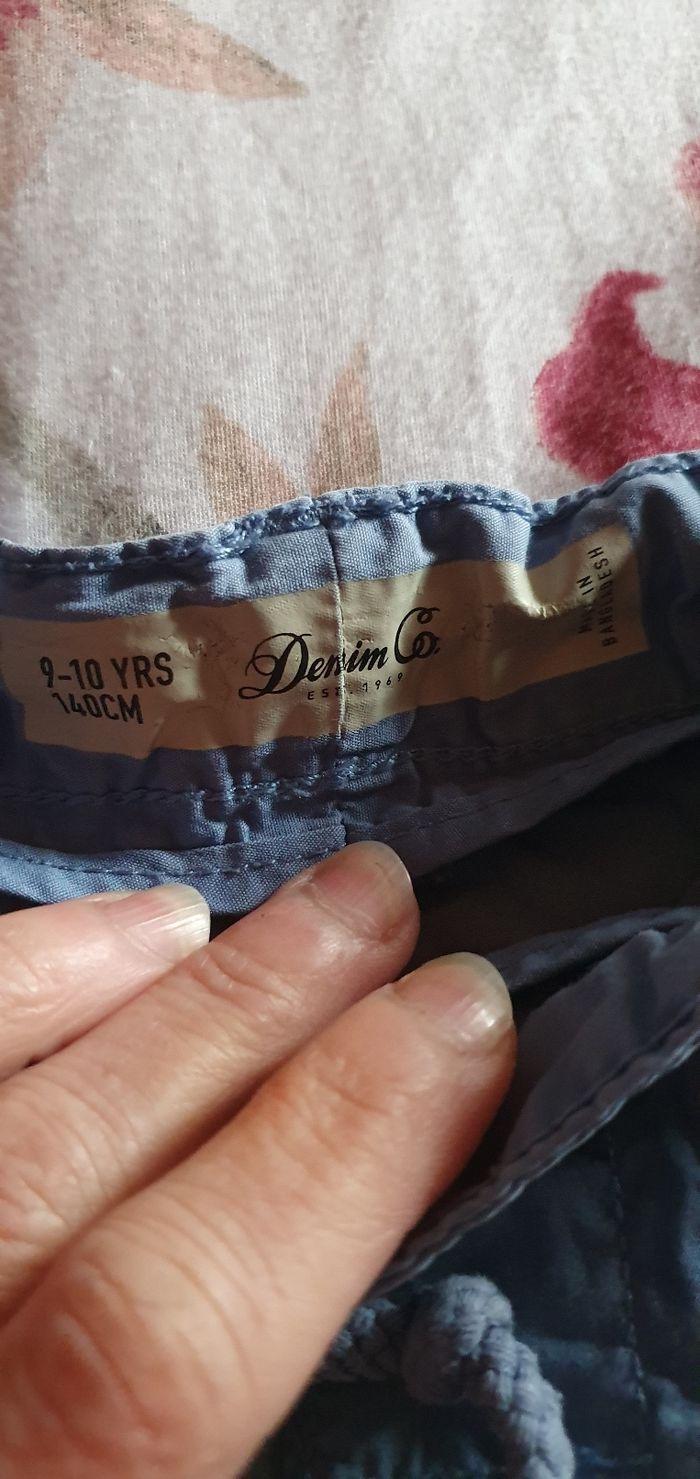 9-10 YRS
140CM
Denim Co.
EST. 1969
MADE IN
BANGLADESH